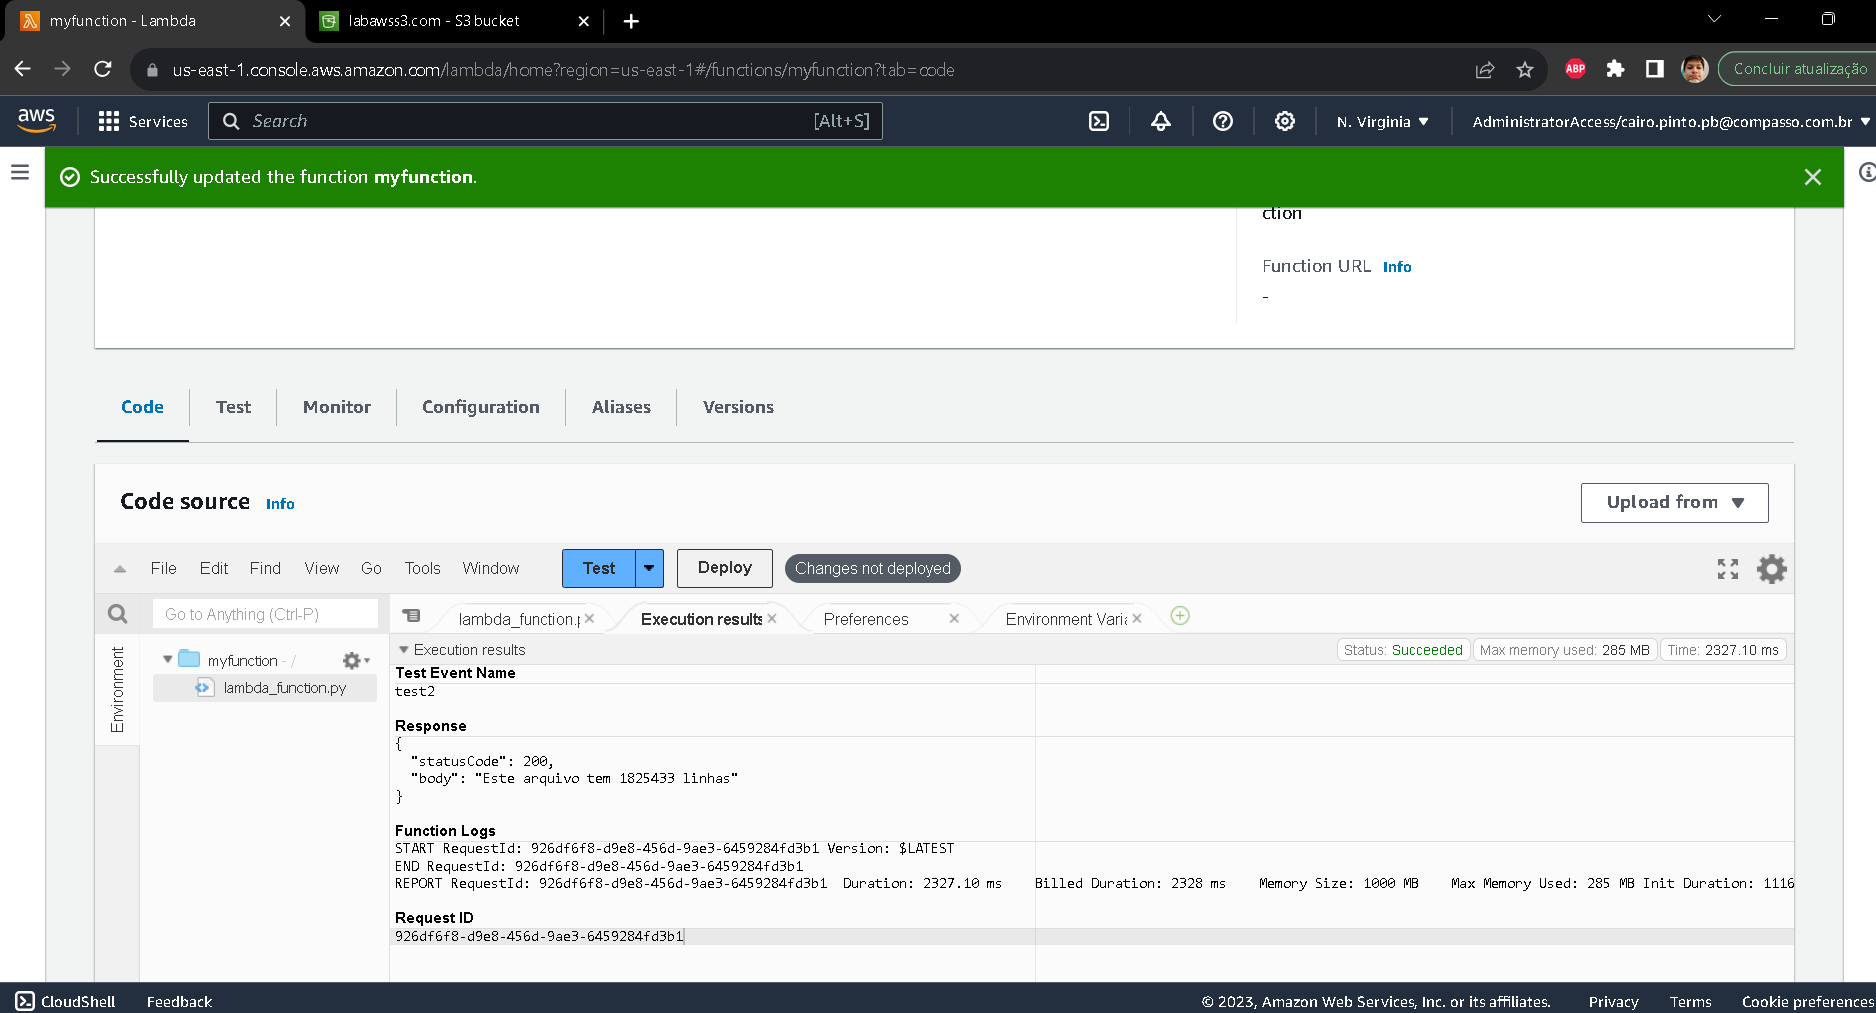 myfunction - Lambda
labawss3.com - S3 bucket
us-east-1.console.aws.amazon.com/lambda/home?region=us-east-1#/functions/myfunction?tab=code
ABP
Concluir atualização
aws
Services
Search
[Alt+S]
N. Virginia
AdministratorAccess/cairo.pinto.pb@compasso.com.br
Successfully updated the function myfunction.
ction
Function URL Info
-
Code
Test
Monitor
Configuration
Aliases
Versions
Code source Info
Upload from
File Edit Find View Go Tools Window
Test
Deploy
Changes not deployed
Go to Anything (Ctrl-P)
lambda_function.p
Execution results
Preferences
Environment Varia
Environment
myfunction - /
lambda_function.py
Execution results
Status: Succeeded
Max memory used: 285 MB
Time: 2327.10 ms
Test Event Name
test2
Response
{
"statusCode": 200,
"body": "Este arquivo tem 1825433 linhas"
}
Function Logs
START RequestId: 926df6f8-d9e8-456d-9ae3-6459284fd3b1 Version: $LATEST
END RequestId: 926df6f8-d9e8-456d-9ae3-6459284fd3b1
REPORT RequestId: 926df6f8-d9e8-456d-9ae3-6459284fd3b1 Duration: 2327.10 ms Billed Duration: 2328 ms Memory Size: 1000 MB Max Memory Used: 285 MB Init Duration: 1116
Request ID
926df6f8-d9e8-456d-9ae3-6459284fd3b1
CloudShell
Feedback
© 2023, Amazon Web Services, Inc. or its affiliates.
Privacy
Terms
Cookie preferences